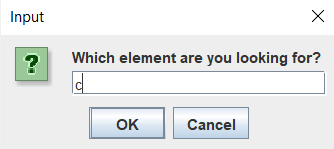 Input
Which element are you looking for?
c
OK Cancel